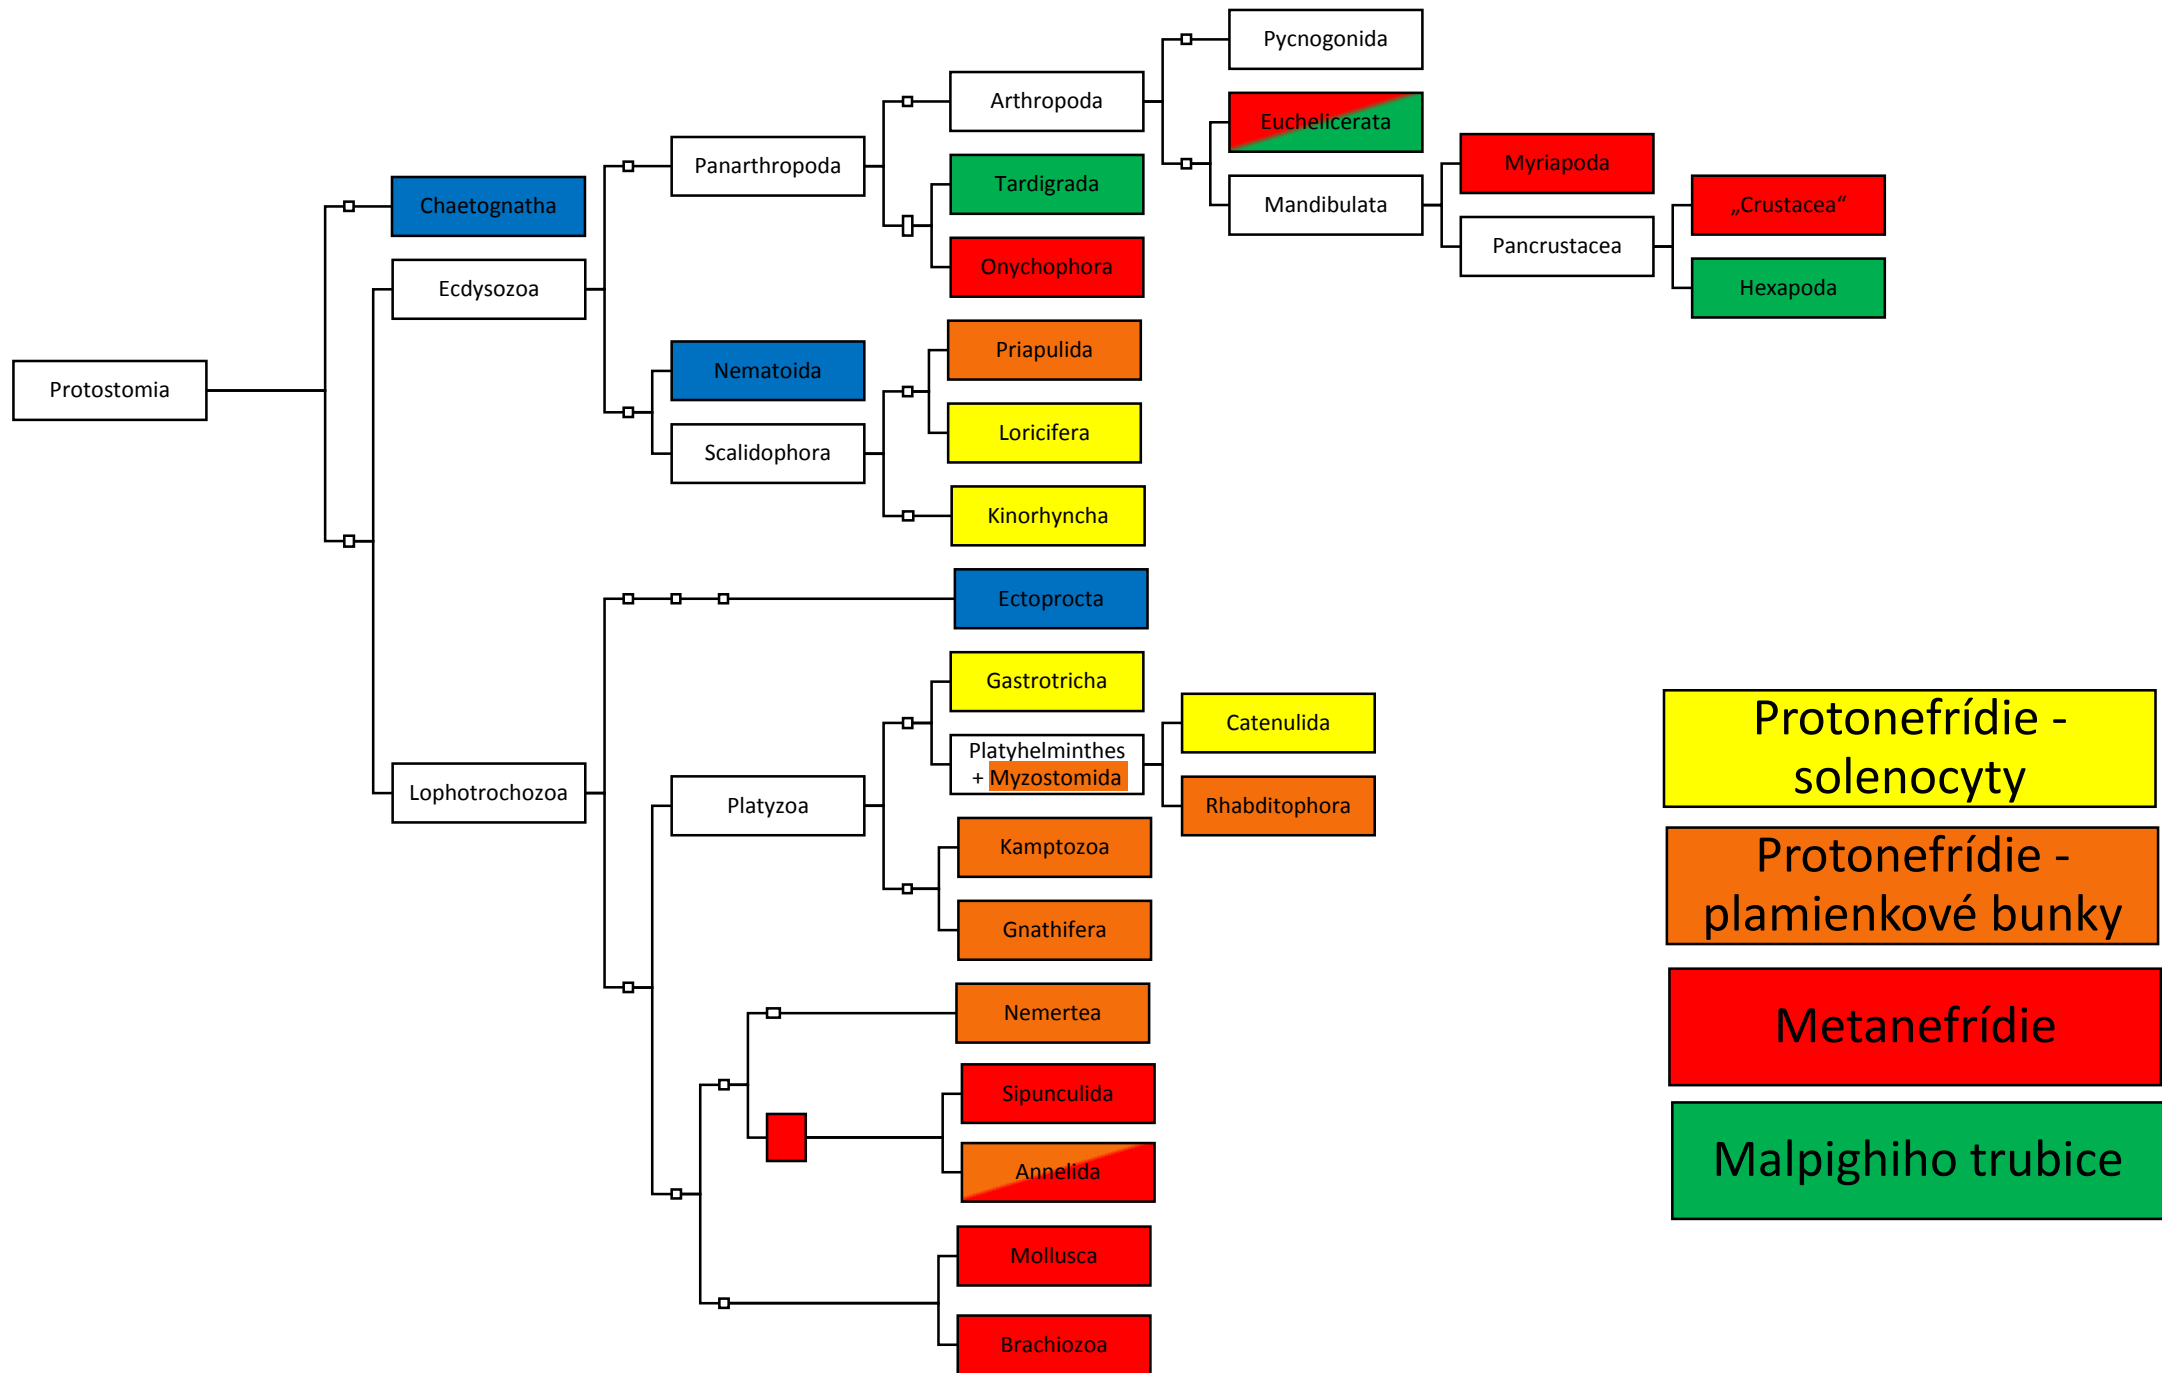 Pycnogonida
Arthropoda
Euchelicerata
Panarthropoda
Myriapoda
Tardigrada
Chaetognatha
Mandibulata
„Crustacea“
Pancrustacea
Onychophora
Ecdysozoa
Hexapoda
Priapulida
Nematoida
Protostomia
Loricifera
Scalidophora
Kinorhyncha
Ectoprocta
Gastrotricha
Catenulida
Platyhelminthes
+ Myzostomida
Lophotrochozoa
Platyzoa
Rhabditophora
Kamptozoa
Gnathifera
Nemertea
Sipunculida
Annelida
Mollusca
Brachiozoa
Protonefrídie -
solenocyty
Protonefrídie -
plamienkové bunky
Metanefrídie
Malpighiho trubice